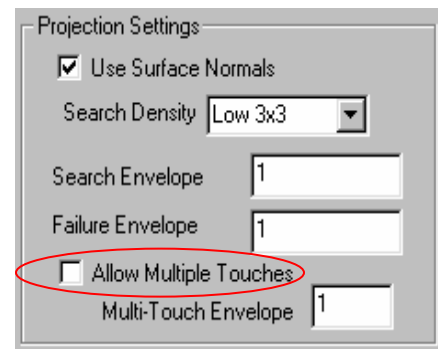 Projection Settings
Use Surface Normals
Search Density Low 3x3
Search Envelope 1
Failure Envelope 1
Allow Multiple Touches
Multi-Touch Envelope 1